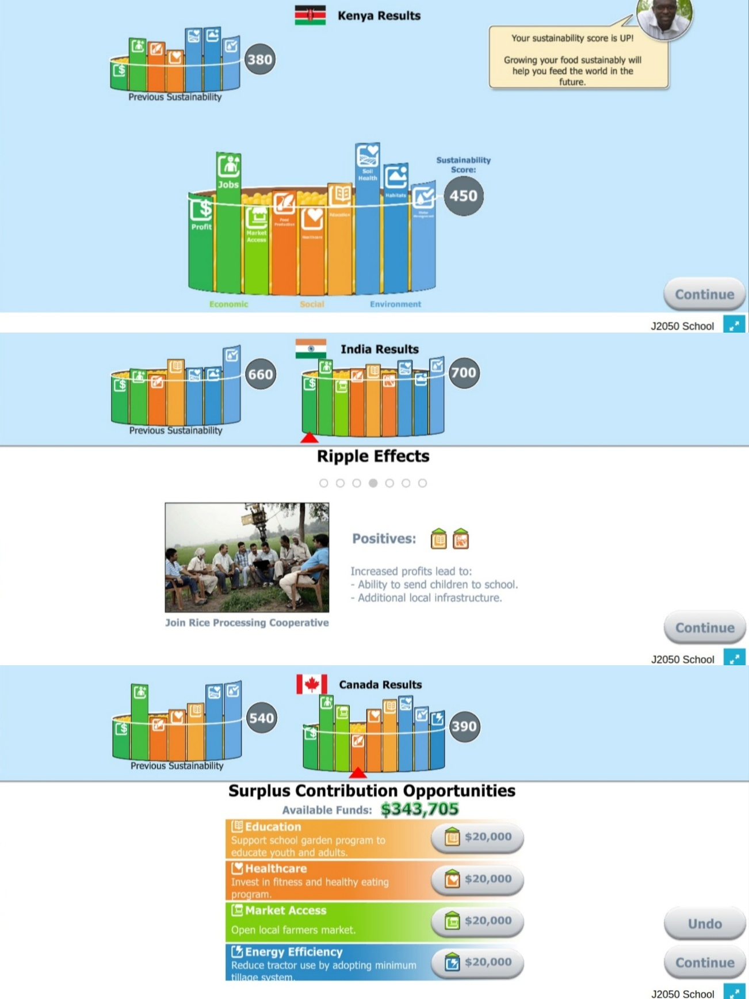 Kenya Results
Your sustainability score is UP!
Growing your food sustainably will
help you feed the world in the
future.
380
Previous Sustainability
Sustainability
Score:
450
Jobs
Soil
Health
Habitats
Water
Management
Profit
Market
Access
Food
Production
Healthcare
Education
Economic
Social
Environment
Continue
J2050 School
India Results
660
700
Previous Sustainability
Ripple Effects
Positives:
Increased profits lead to:
- Ability to send children to school.
- Additional local infrastructure.
Join Rice Processing Cooperative
Continue
J2050 School
Canada Results
540
390
Previous Sustainability
Surplus Contribution Opportunities
Available Funds: $343,705
Education
Support school garden program to
educate youth and adults.
$20,000
Healthcare
Invest in fitness and healthy eating
program.
$20,000
Market Access
Open local farmers market.
$20,000
Energy Efficiency
Reduce tractor use by adopting minimum
tillage system.
$20,000
Undo
Continue
J2050 School